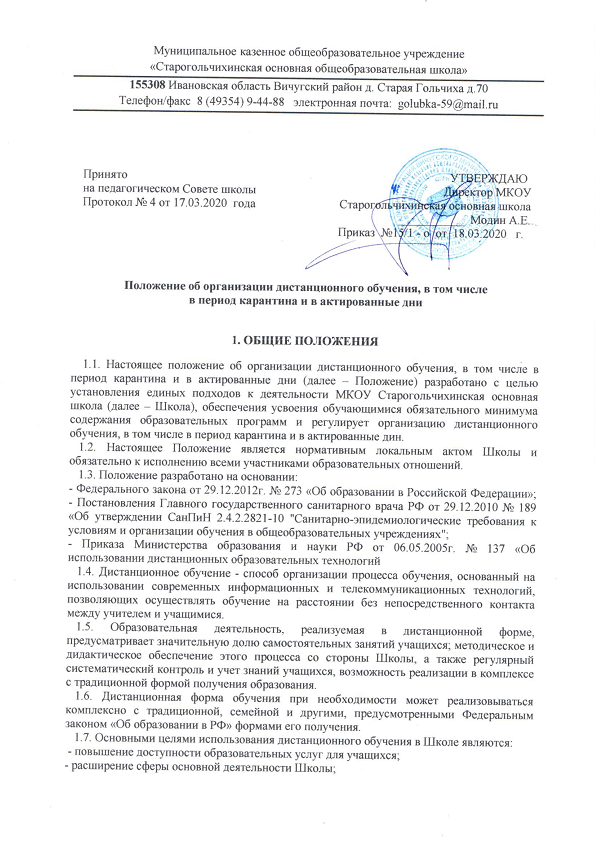 Муниципальное казенное общеобразовательное учреждение
«Старогольчихинская основная общеобразовательная школа»
155308 Ивановская область Вичугский район д. Старая Гольчиха д.70
Телефон/факс 8 (49354) 9-44-88 электронная почта: golubka-59@mail.ru
Принято
на педагогическом Совете школы
Протокол № 4 от 17.03.2020 года
УТВЕРЖДАЮ
Директор МКОУ
Старогольчихинская основная школа
Модин А.Е.
Приказ №15/1 - о от 18.03.2020 г.
Положение об организации дистанционного обучения, в том числе
в период карантина и в актированные дни
1. ОБЩИЕ ПОЛОЖЕНИЯ
1.1. Настоящее положение об организации дистанционного обучения, в том числе в
период карантина и в актированные дни (далее – Положение) разработано с целью
установления единых подходов к деятельности МКОУ Старогольчихинская основная
школа (далее – Школа), обеспечения усвоения обучающимися обязательного минимума
содержания образовательных программ и регулирует организацию дистанционного
обучения, в том числе в период карантина и в актированные дин.
1.2. Настоящее Положение является нормативным локальным актом Школы и
обязательно к исполнению всеми участниками образовательных отношений.
1.3. Положение разработано на основании:
- Федерального закона от 29.12.2012г. № 273 «Об образовании в Российской Федерации»;
- Постановления Главного государственного санитарного врача РФ от 29.12.2010 № 189
«Об утверждении СанПиН 2.4.2.2821-10 "Санитарно-эпидемиологические требования к
условиям и организации обучения в общеобразовательных учреждениях";
- Приказа Министерства образования и науки РФ от 06.05.2005г. № 137 «Об
использовании дистанционных образовательных технологий
1.4. Дистанционное обучение - способ организации процесса обучения, основанный на
использовании современных информационных и телекоммуникационных технологий,
позволяющих осуществлять обучение на расстоянии без непосредственного контакта
между учителем и учащимися.
1.5. Образовательная деятельность, реализуемая в дистанционной форме,
предусматривает значительную долю самостоятельных занятий учащихся; методическое и
дидактическое обеспечение этого процесса со стороны Школы, а также регулярный
систематический контроль и учет знаний учащихся, возможность реализации в комплексе
с традиционной формой получения образования.
1.6. Дистанционная форма обучения при необходимости может реализовываться
комплексно с традиционной, семейной и другими, предусмотренными Федеральным
законом «Об образовании в РФ» формами его получения.
1.7. Основными целями использования дистанционного обучения в Школе являются:
- повышение доступности образовательных услуг для учащихся;
- расширение сферы основной деятельности Школы;